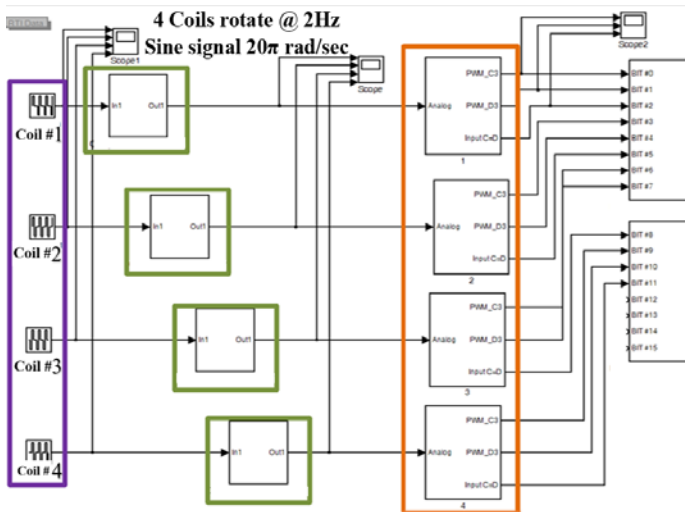 RTI Data
4 Coils rotate @ 2Hz
Sine signal 20π rad/sec
Scope1
Scope
Scope2
Coil #1
In1
Out1
Analog
PWM_C3
PWM_D3
Input C=D
1
Coil #2
In1
Out1
Analog
PWM_C3
PWM_D3
Input C=D
2
Coil #3
In1
Out1
Analog
PWM_C3
PWM_D3
Input C=D
3
Coil #4
In1
Out1
Analog
PWM_C3
PWM_D3
Input C=D
4
BIT #0
BIT #1
BIT #2
BIT #3
BIT #4
BIT #5
BIT #6
BIT #7
BIT #8
BIT #9
BIT #10
BIT #11
BIT #12
BIT #13
BIT #14
BIT #15